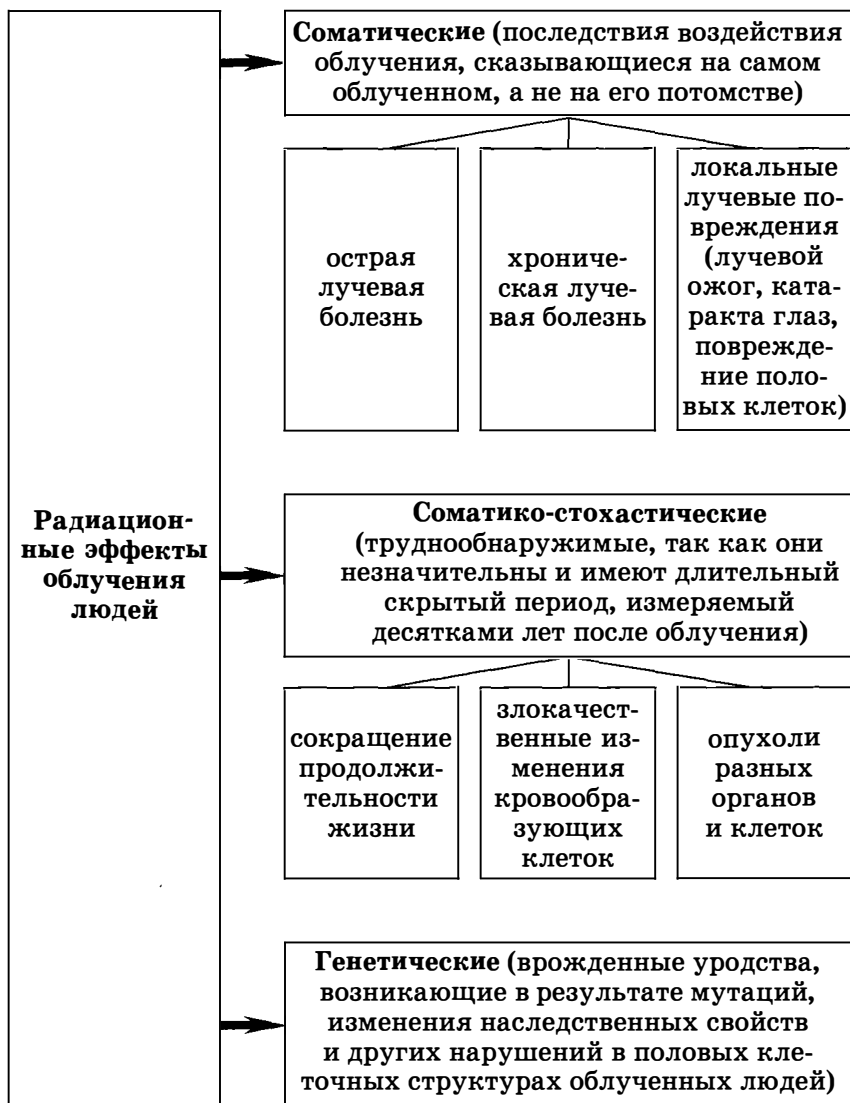 Соматические (последствия воздействия
облучения, сказывающиеся на самом
облученном, а не на его потомстве)
острая
лучевая
болезнь
хрониче-
ская луче-
вая болезнь
локальные
лучевые по-
вреждения
(лучевой
ожог, ката-
ракта глаз,
поврежде-
ние поло-
вых клеток)
Радиацион-
ные эффекты
облучения
людей
Соматико-стохастические
(труднообнаружимые, так как они
незначительны и имеют длительный
скрытый период, измеряемый
десятками лет после облучения)
сокращение
продолжи-
тельности
жизни
злокачест-
венные из-
менения
кровообра-
зующих
клеток
опухоли
разных
органов
и клеток
Генетические (врожденные уродства,
возникающие в результате мутаций,
изменения наследственных свойств
и других нарушений в половых кле-
точных структурах облученных людей)